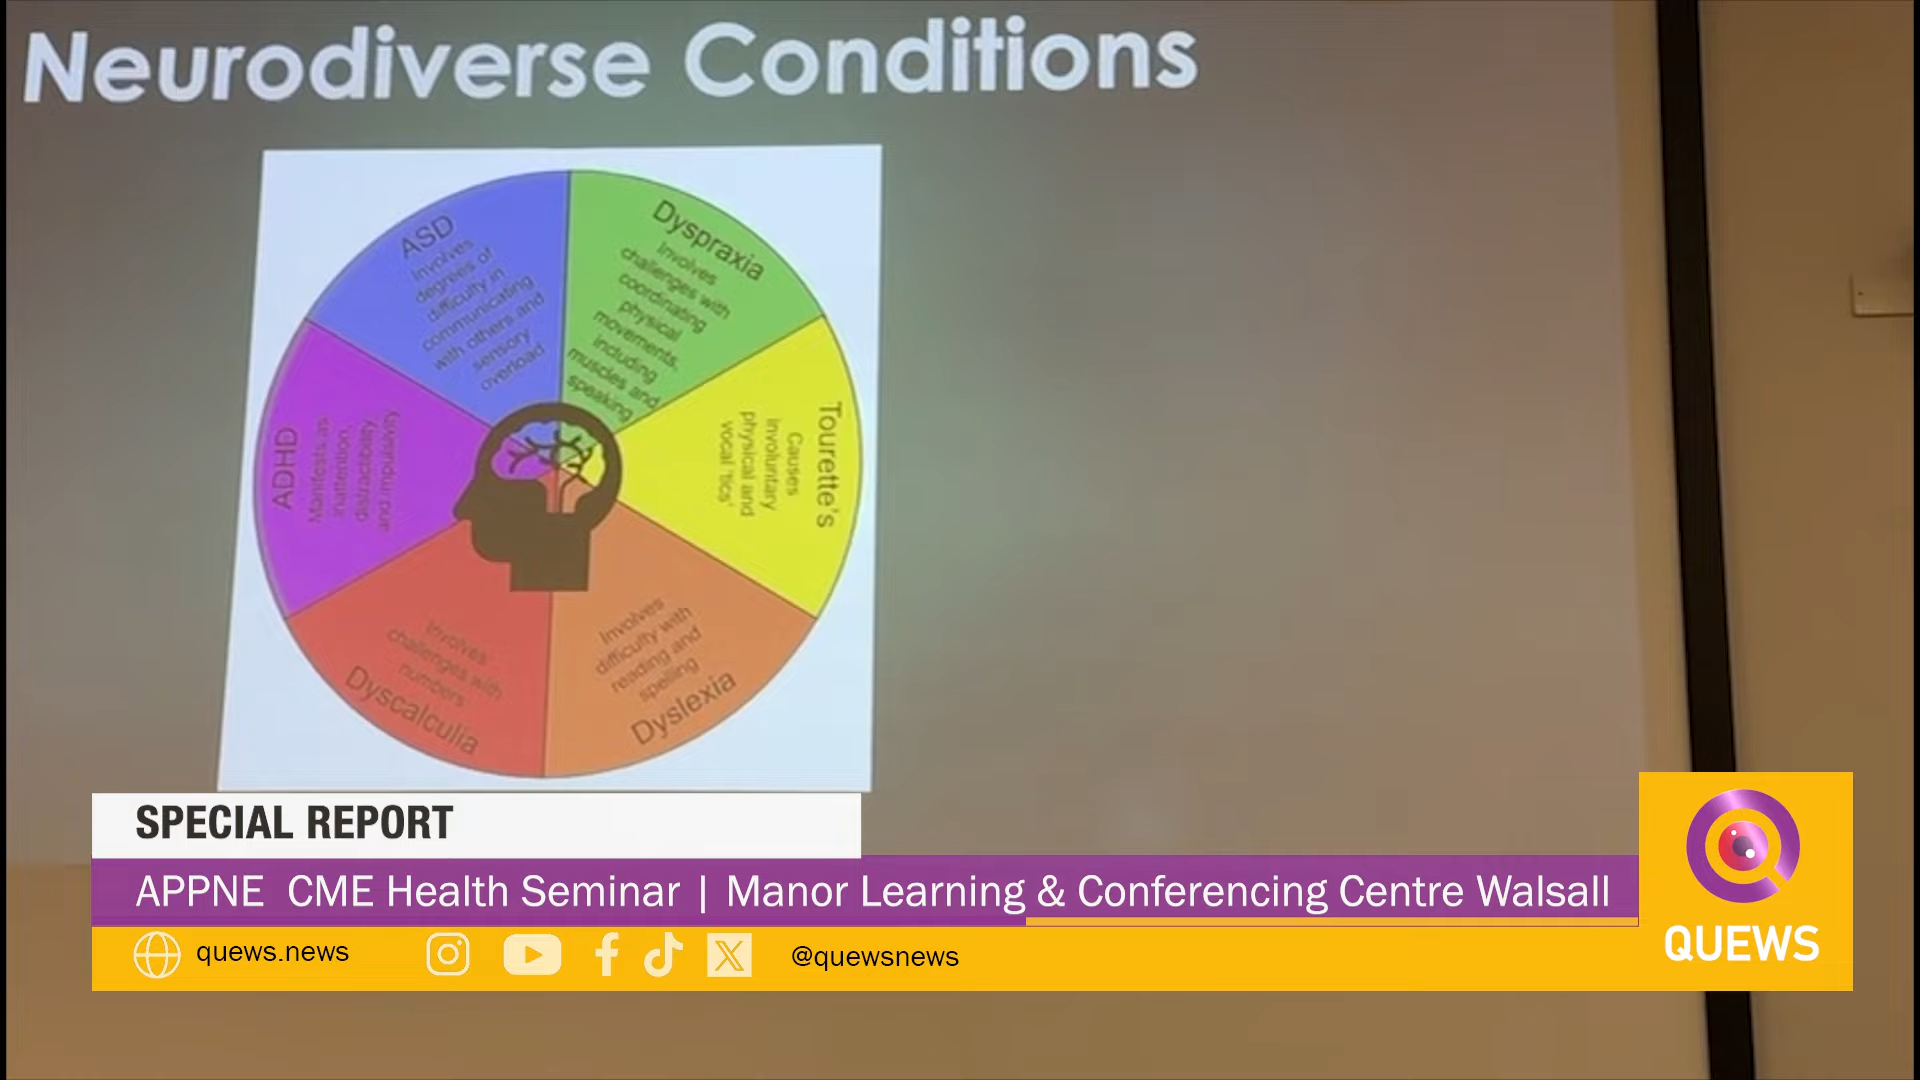 Neurodiverse Conditions
ASD
Involves
degrees of
difficulty in
communicating
with others and
sensory
overload
Dyspraxia
Involves
challenges with
coordinating
physical
movements,
including
muscles and
speaking
Tourette's
Causes
involuntary
physical and
vocal 'tics'
Involves
difficulty with
reading and
spelling
Dyslexia
Involves
challenges with
numbers
Dyscalculia
ADHD
Manifests as
inattention,
distractibility
and impulsivity
SPECIAL REPORT
APPNE CME Health Seminar | Manor Learning & Conferencing Centre Walsall
quews.news
@quewsnews
QUEWS